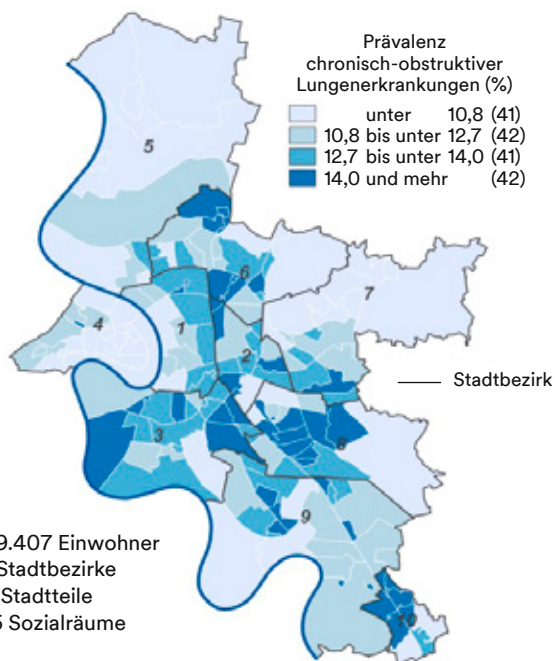 Prävalenz
chronisch-obstruktiver
Lungenerkrankungen (%)
unter 10,8 (41)
10,8 bis unter 12,7 (42)
12,7 bis unter 14,0 (41)
14,0 und mehr (42)
5
6
7
4
1
2
Stadtbezirk
3
8
9
9.407 Einwohner
Stadtbezirke
Stadtteile
Sozialräume
10